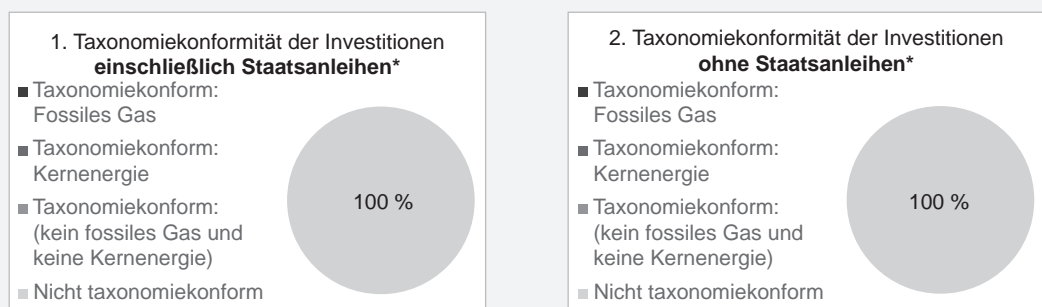 1. Taxonomiekonformität der Investitionen
einschließlich Staatsanleihen*
Taxonomiekonform:
Fossiles Gas
Taxonomiekonform:
Kernenergie
Taxonomiekonform:
(kein fossiles Gas und
keine Kernenergie)
Nicht taxonomiekonform
100 %
2. Taxonomiekonformität der Investitionen
ohne Staatsanleihen*
Taxonomiekonform:
Fossiles Gas
Taxonomiekonform:
Kernenergie
Taxonomiekonform:
(kein fossiles Gas und
keine Kernenergie)
Nicht taxonomiekonform
100 %